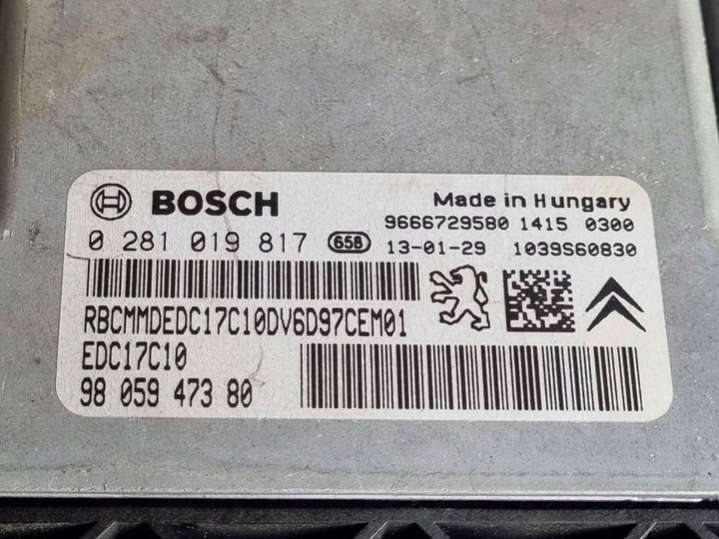 BOSCH
Made in Hungary
9666729580 1415 0300
0 281 019 817 658 13-01-29 1039S60830
RBCMMDEDC17C10DV6D97CEM01
EDC17C10
98 059 473 80